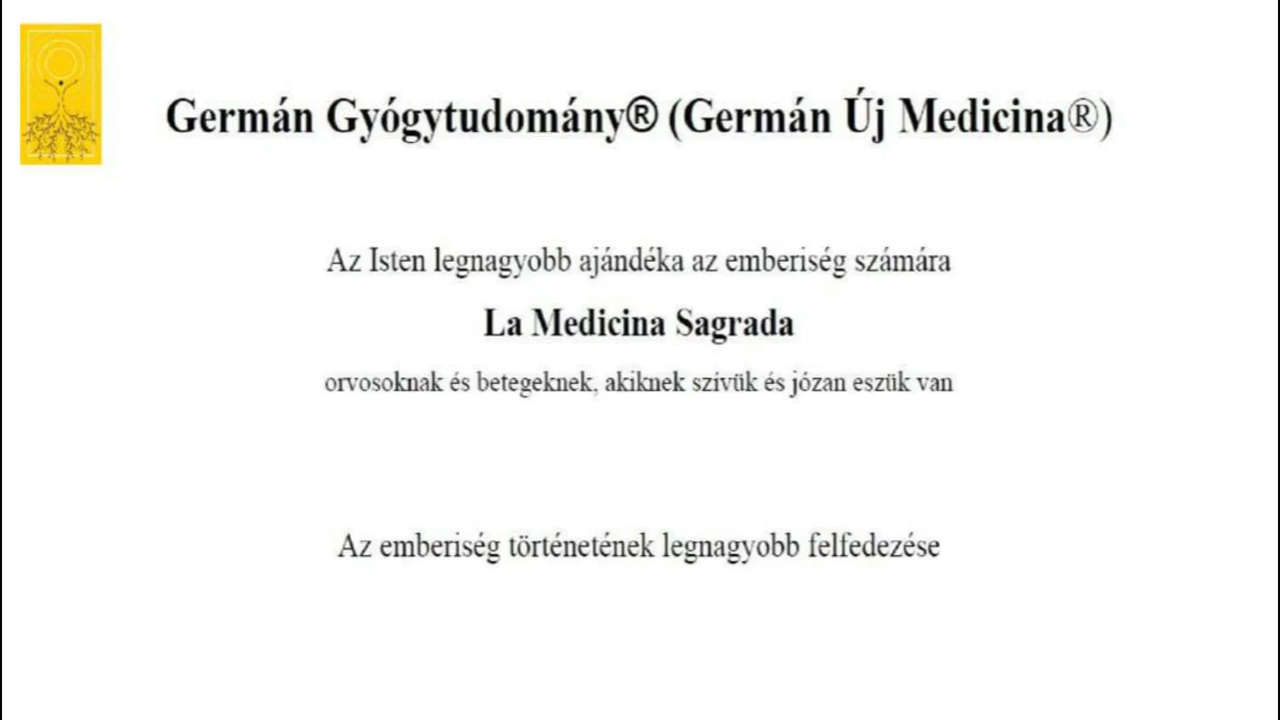 Germán Gyógytudomány® (Germán Új Medicina®)
Az Isten legnagyobb ajándéka az emberiség számára
La Medicina Sagrada
orvosoknak és betegeknek, akiknek szívük és józan eszük van
Az emberiség történetének legnagyobb felfedezése